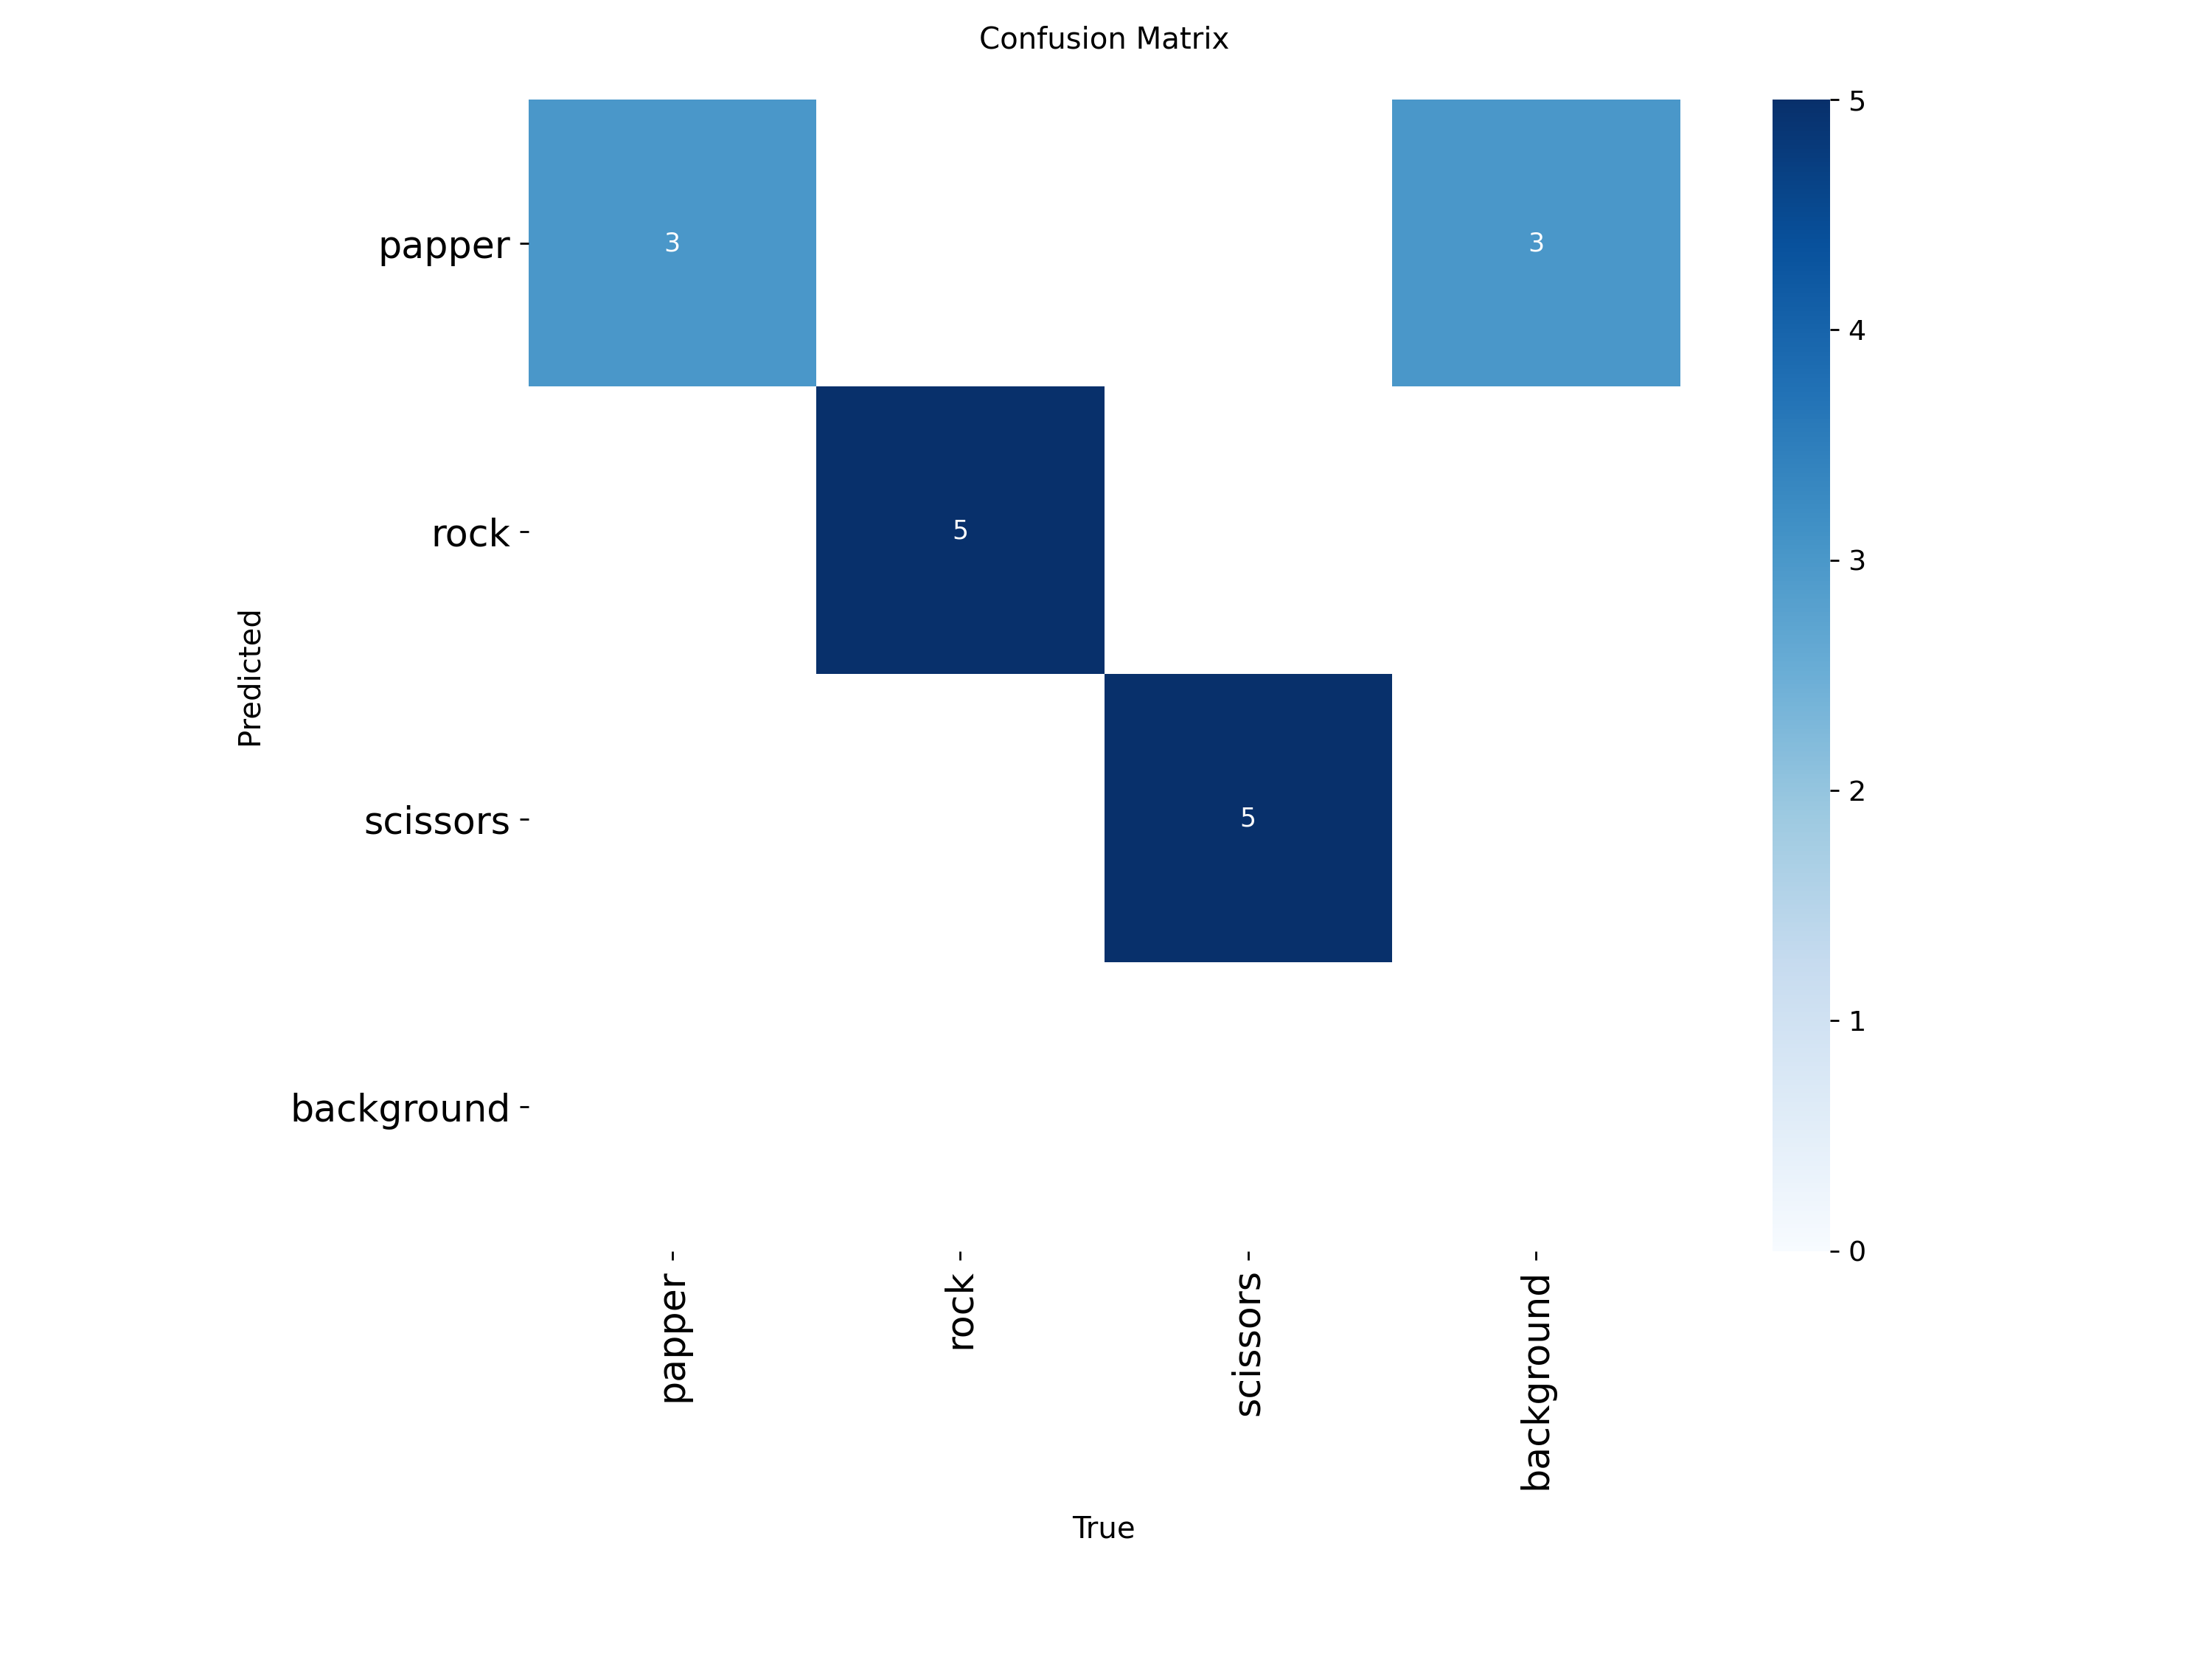 Confusion Matrix
papper
3
3
5
rock
5
4
scissors
5
3
background
2
1
0
Predicted
papper
rock
scissors
background
True